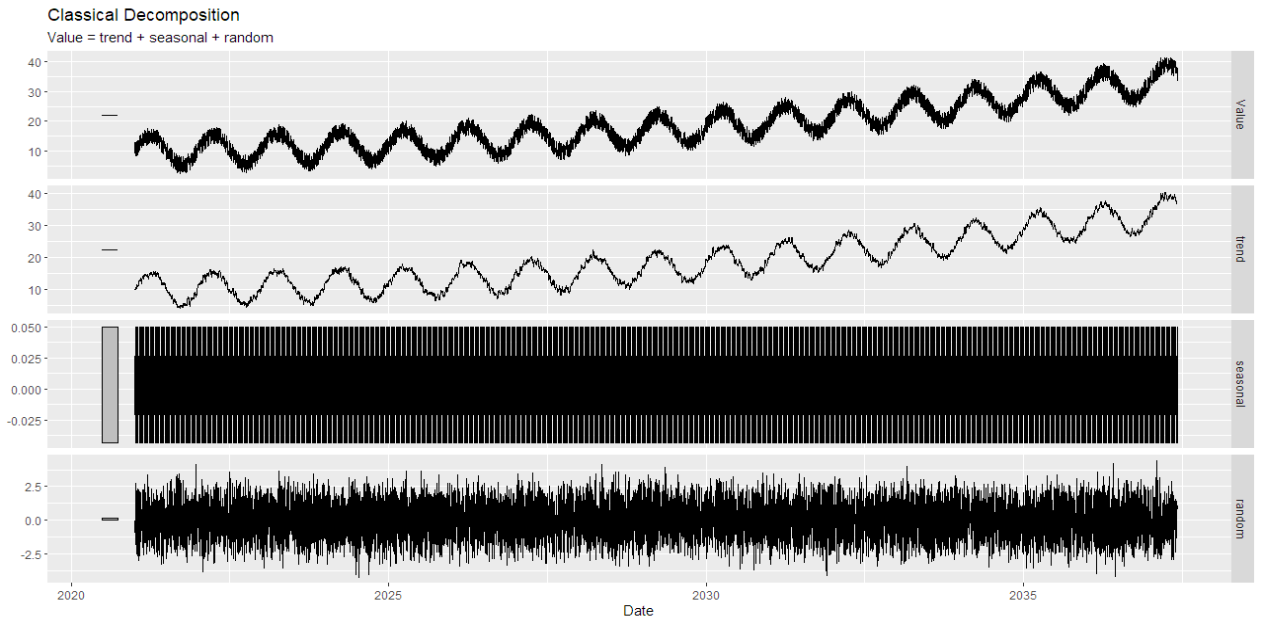 Classical Decomposition
Value = trend + seasonal + random
40
30
20
10
Value
40
30
20
10
trend
0.050
0.025
0.000
-0.025
seasonal
2.5
0.0
-2.5
random
2020
2025
2030
2035
Date